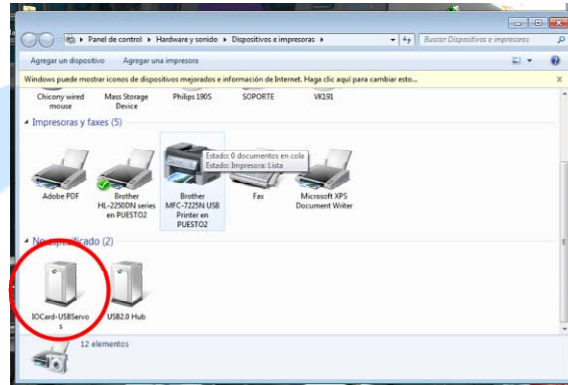 Panel de control ▸ Hardware y sonido ▸ Dispositivos e impresoras ▸
Buscar Dispositivos e impresoras
Agregar un dispositivo Agregar una impresora
Windows puede mostrar iconos de dispositivos mejorados e información de Internet. Haga clic aquí para cambiar esto...
Chicony wired mouse
Mass Storage Device
Philips 190S
SOPORTE
VK191
Impresoras y faxes (5)
Estado: 0 documentos en cola
Estado: Impresora: Lista
Adobe PDF
Brother HL-2250DN series en PUESTO2
Brother MFC-7225N USB Printer en PUESTO2
Fax
Microsoft XPS Document Writer
No especificado (2)
IOCard-USBServos
USB2.0 Hub
12 elementos